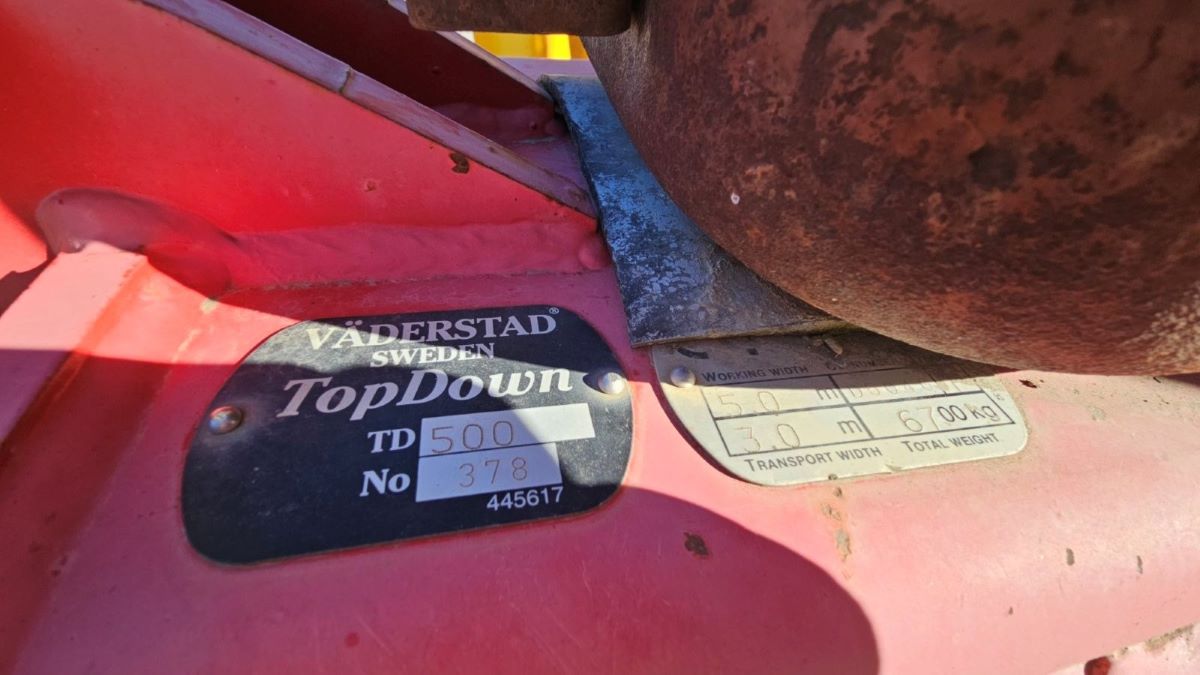 VÄDERSTAD®
SWEDEN
TopDown
TD 500
No 378
445617
WORKING WIDTH
5.0 m
3.0 m 6700 kg
TRANSPORT WIDTH TOTAL WEIGHT